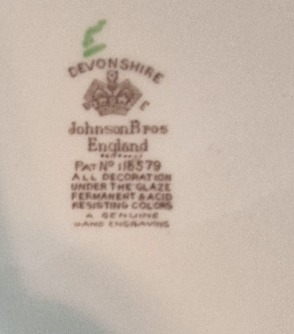 E
DEVONSHIRE
Johnson Bros
England
PAT Nº 118579
ALL DECORATION
UNDER THE GLAZE
PERMANENT & ACID
RESISTING COLORS
A GENUINE
HAND ENGRAVING